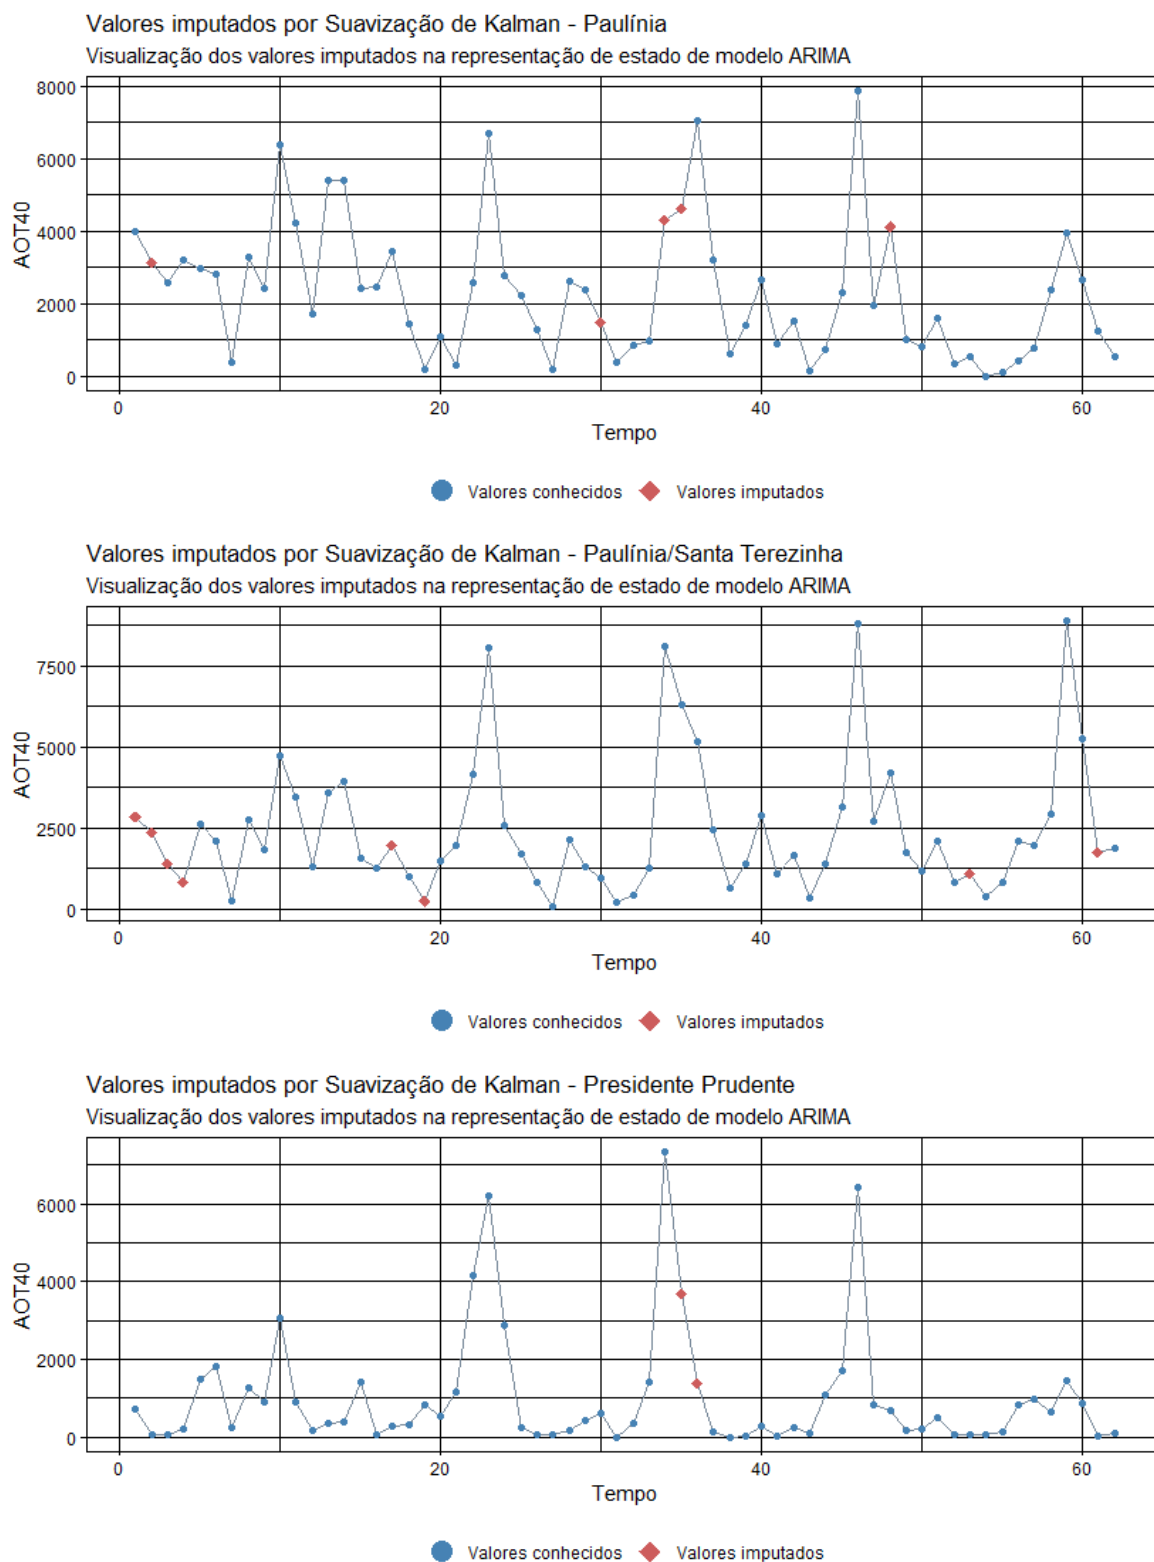 Valores imputados por Suavização de Kalman - Paulínia
Visualização dos valores imputados na representação de estado de modelo ARIMA
8000
6000
4000
2000
0
AOT40
0 20 40 60
Tempo
Valores conhecidos Valores imputados
Valores imputados por Suavização de Kalman - Paulínia/Santa Terezinha
Visualização dos valores imputados na representação de estado de modelo ARIMA
7500
5000
2500
0
AOT40
0 20 40 60
Tempo
Valores conhecidos Valores imputados
Valores imputados por Suavização de Kalman - Presidente Prudente
Visualização dos valores imputados na representação de estado de modelo ARIMA
6000
4000
2000
0
AOT40
0 20 40 60
Tempo
Valores conhecidos Valores imputados